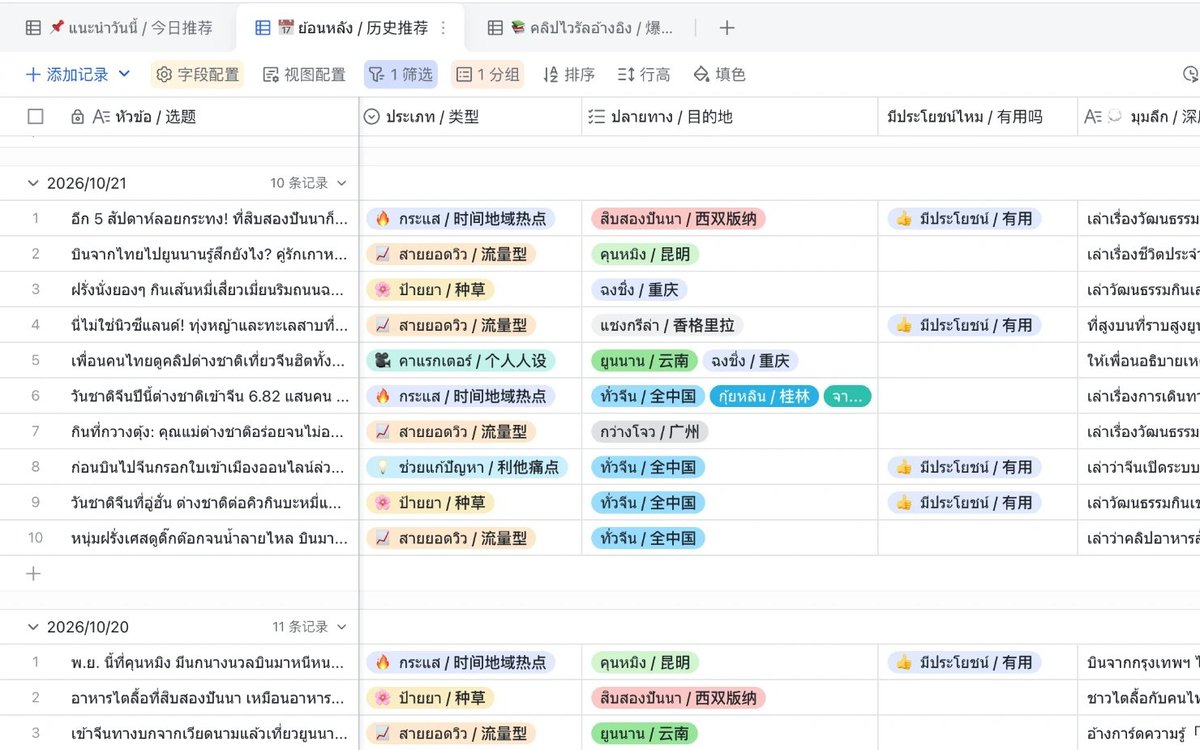 📌 แนะนำวันนี้ / 今日推荐 📅 ย้อนหลัง / 历史推荐 📚 คลิปไวรัลอ้างอิง / 爆...
添加记录 字段配置 视图配置 1 筛选 1 分组 排序 行高 填色
หัวข้อ / 选题 ประเภท / 类型 ปลายทาง / 目的地 มีประโยชน์ไหม / 有用吗 💭 มุมลึก / 深
2026/10/21 10 条记录
1 อีก 5 สัปดาห์ลอยกระทง! ที่สิบสองปันนาก็... 🔥 กระแส / 时间地域热点 สิบสองปันนา / 西双版纳 👍 มีประโยชน์ / 有用 เล่าเรื่องวัฒนธรรม
2 บินจากไทยไปยูนนานรู้สึกยังไง? คู่รักเกาห... 📈 สายยอดวิว / 流量型 คุนหมิง / 昆明 เล่าเรื่องชีวิตประจำ
3 ฝรั่งนั่งยองๆ กินเส้นหมี่เสี่ยวเมี่ยนริมถนนฉ... 🌸 ป้ายยา / 种草 ฉงชิ่ง / 重庆 เล่าวัฒนธรรมกินเ
4 นี่ไม่ใช่นิวซีแลนด์! ทุ่งหญ้าและทะเลสาบที่... 📈 สายยอดวิว / 流量型 แชงกรีล่า / 香格里拉 👍 มีประโยชน์ / 有用 ที่สูงบนที่ราบสูงยูน
5 เพื่อนคนไทยดูคลิปต่างชาติเที่ยวจีนฮิตทั้ง... 🎥 คาแรกเตอร์ / 个人人设 ยูนนาน / 云南 ฉงชิ่ง / 重庆 ให้เพื่อนอธิบายเห
6 วันชาติจีนปีนี้ต่างชาติเข้าจีน 6.82 แสนคน ... 🔥 กระแส / 时间地域热点 ทั่วจีน / 全中国 กุ้ยหลิน / 桂林 จา... เล่าเรื่องการเดินทา
7 กินที่กวางตุ้ง: คุณแม่ต่างชาติอร่อยจนไม่อ... 📈 สายยอดวิว / 流量型 กว่างโจว / 广州 เล่าเรื่องวัฒนธรรม
8 ก่อนบินไปจีนกรอกใบเข้าเมืองออนไลน์ล่ว... 💡 ช่วยแก้ปัญหา / 利他痛点 ทั่วจีน / 全中国 👍 มีประโยชน์ / 有用 เล่าว่าจีนเปิดระบบ
9 วันชาติจีนที่อู่ฮั่น ต่างชาติต่อคิวกินบะหมี่แ... 🌸 ป้ายยา / 种草 ทั่วจีน / 全中国 👍 มีประโยชน์ / 有用 เล่าวัฒนธรรมกินเช
10 หนุ่มฝรั่งเศสดูติ๊กต๊อกจนน้ำลายไหล บินมา... 📈 สายยอดวิว / 流量型 ทั่วจีน / 全中国 เล่าว่าคลิปอาหารส
2026/10/20 11 条记录
1 พ.ย. นี้ที่คุนหมิง มีนกนางนวลบินมาหนีหน... 🔥 กระแส / 时间地域热点 คุนหมิง / 昆明 👍 มีประโยชน์ / 有用 บินจากกรุงเทพฯ ไ
2 อาหารไตลื้อที่สิบสองปันนา เหมือนอาหาร... 🌸 ป้ายยา / 种草 สิบสองปันนา / 西双版纳 ชาวไตลื้อกับคนไท
3 เข้าจีนทางบกจากเวียดนามแล้วเที่ยวยูนนา... 📈 สายยอดวิว / 流量型 ยูนนาน / 云南 อ้างการ์ดความรู้「